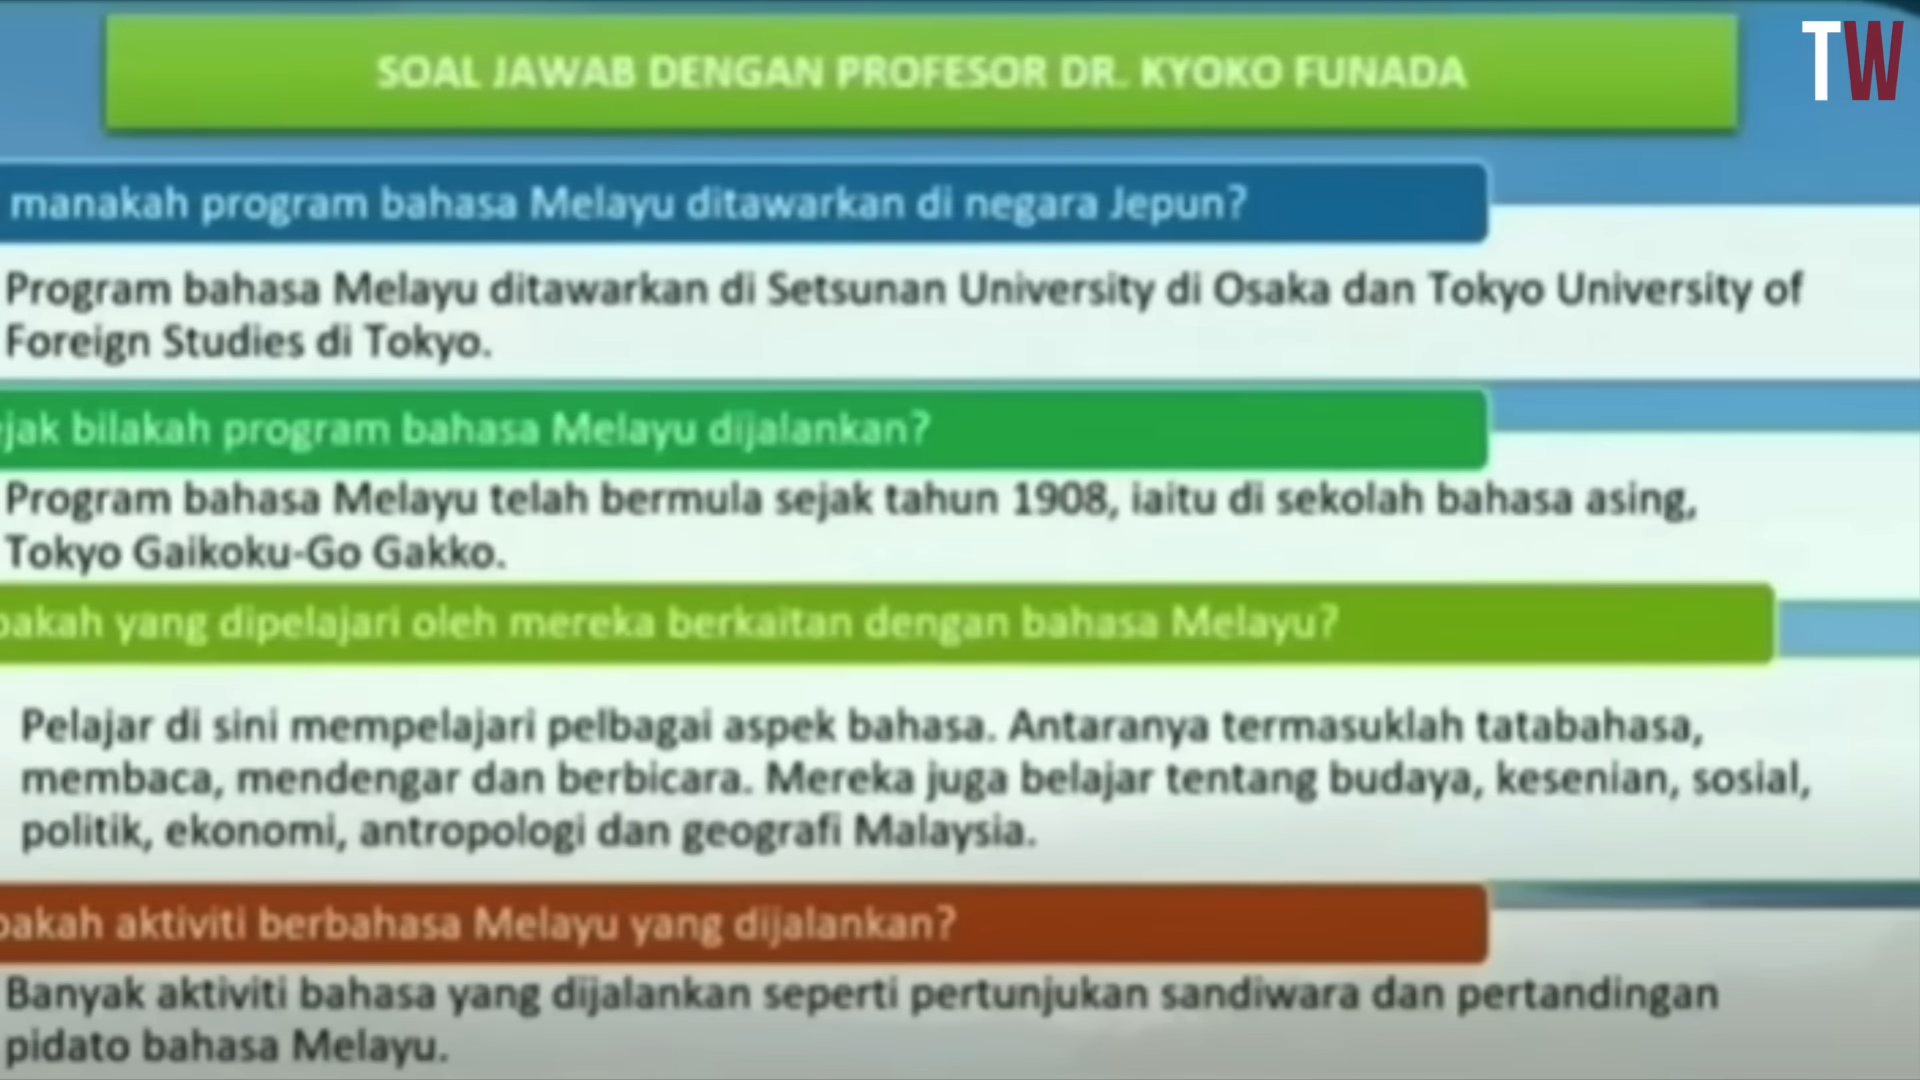 SOAL JAWAB DENGAN PROFESOR DR. KYOKO FUNADA
TW
manakah program bahasa Melayu ditawarkan di negara Jepun?
Program bahasa Melayu ditawarkan di Setsunan University di Osaka dan Tokyo University of
Foreign Studies di Tokyo.
ejak bilakah program bahasa Melayu dijalankan?
Program bahasa Melayu telah bermula sejak tahun 1908, iaitu di sekolah bahasa asing,
Tokyo Gaikoku-Go Gakko.
pakah yang dipelajari oleh mereka berkaitan dengan bahasa Melayu?
Pelajar di sini mempelajari pelbagai aspek bahasa. Antaranya termasuklah tatabahasa,
membaca, mendengar dan berbicara. Mereka juga belajar tentang budaya, kesenian, sosial,
politik, ekonomi, antropologi dan geografi Malaysia.
pakah aktiviti berbahasa Melayu yang dijalankan?
Banyak aktiviti bahasa yang dijalankan seperti pertunjukan sandiwara dan pertandingan
pidato bahasa Melayu.